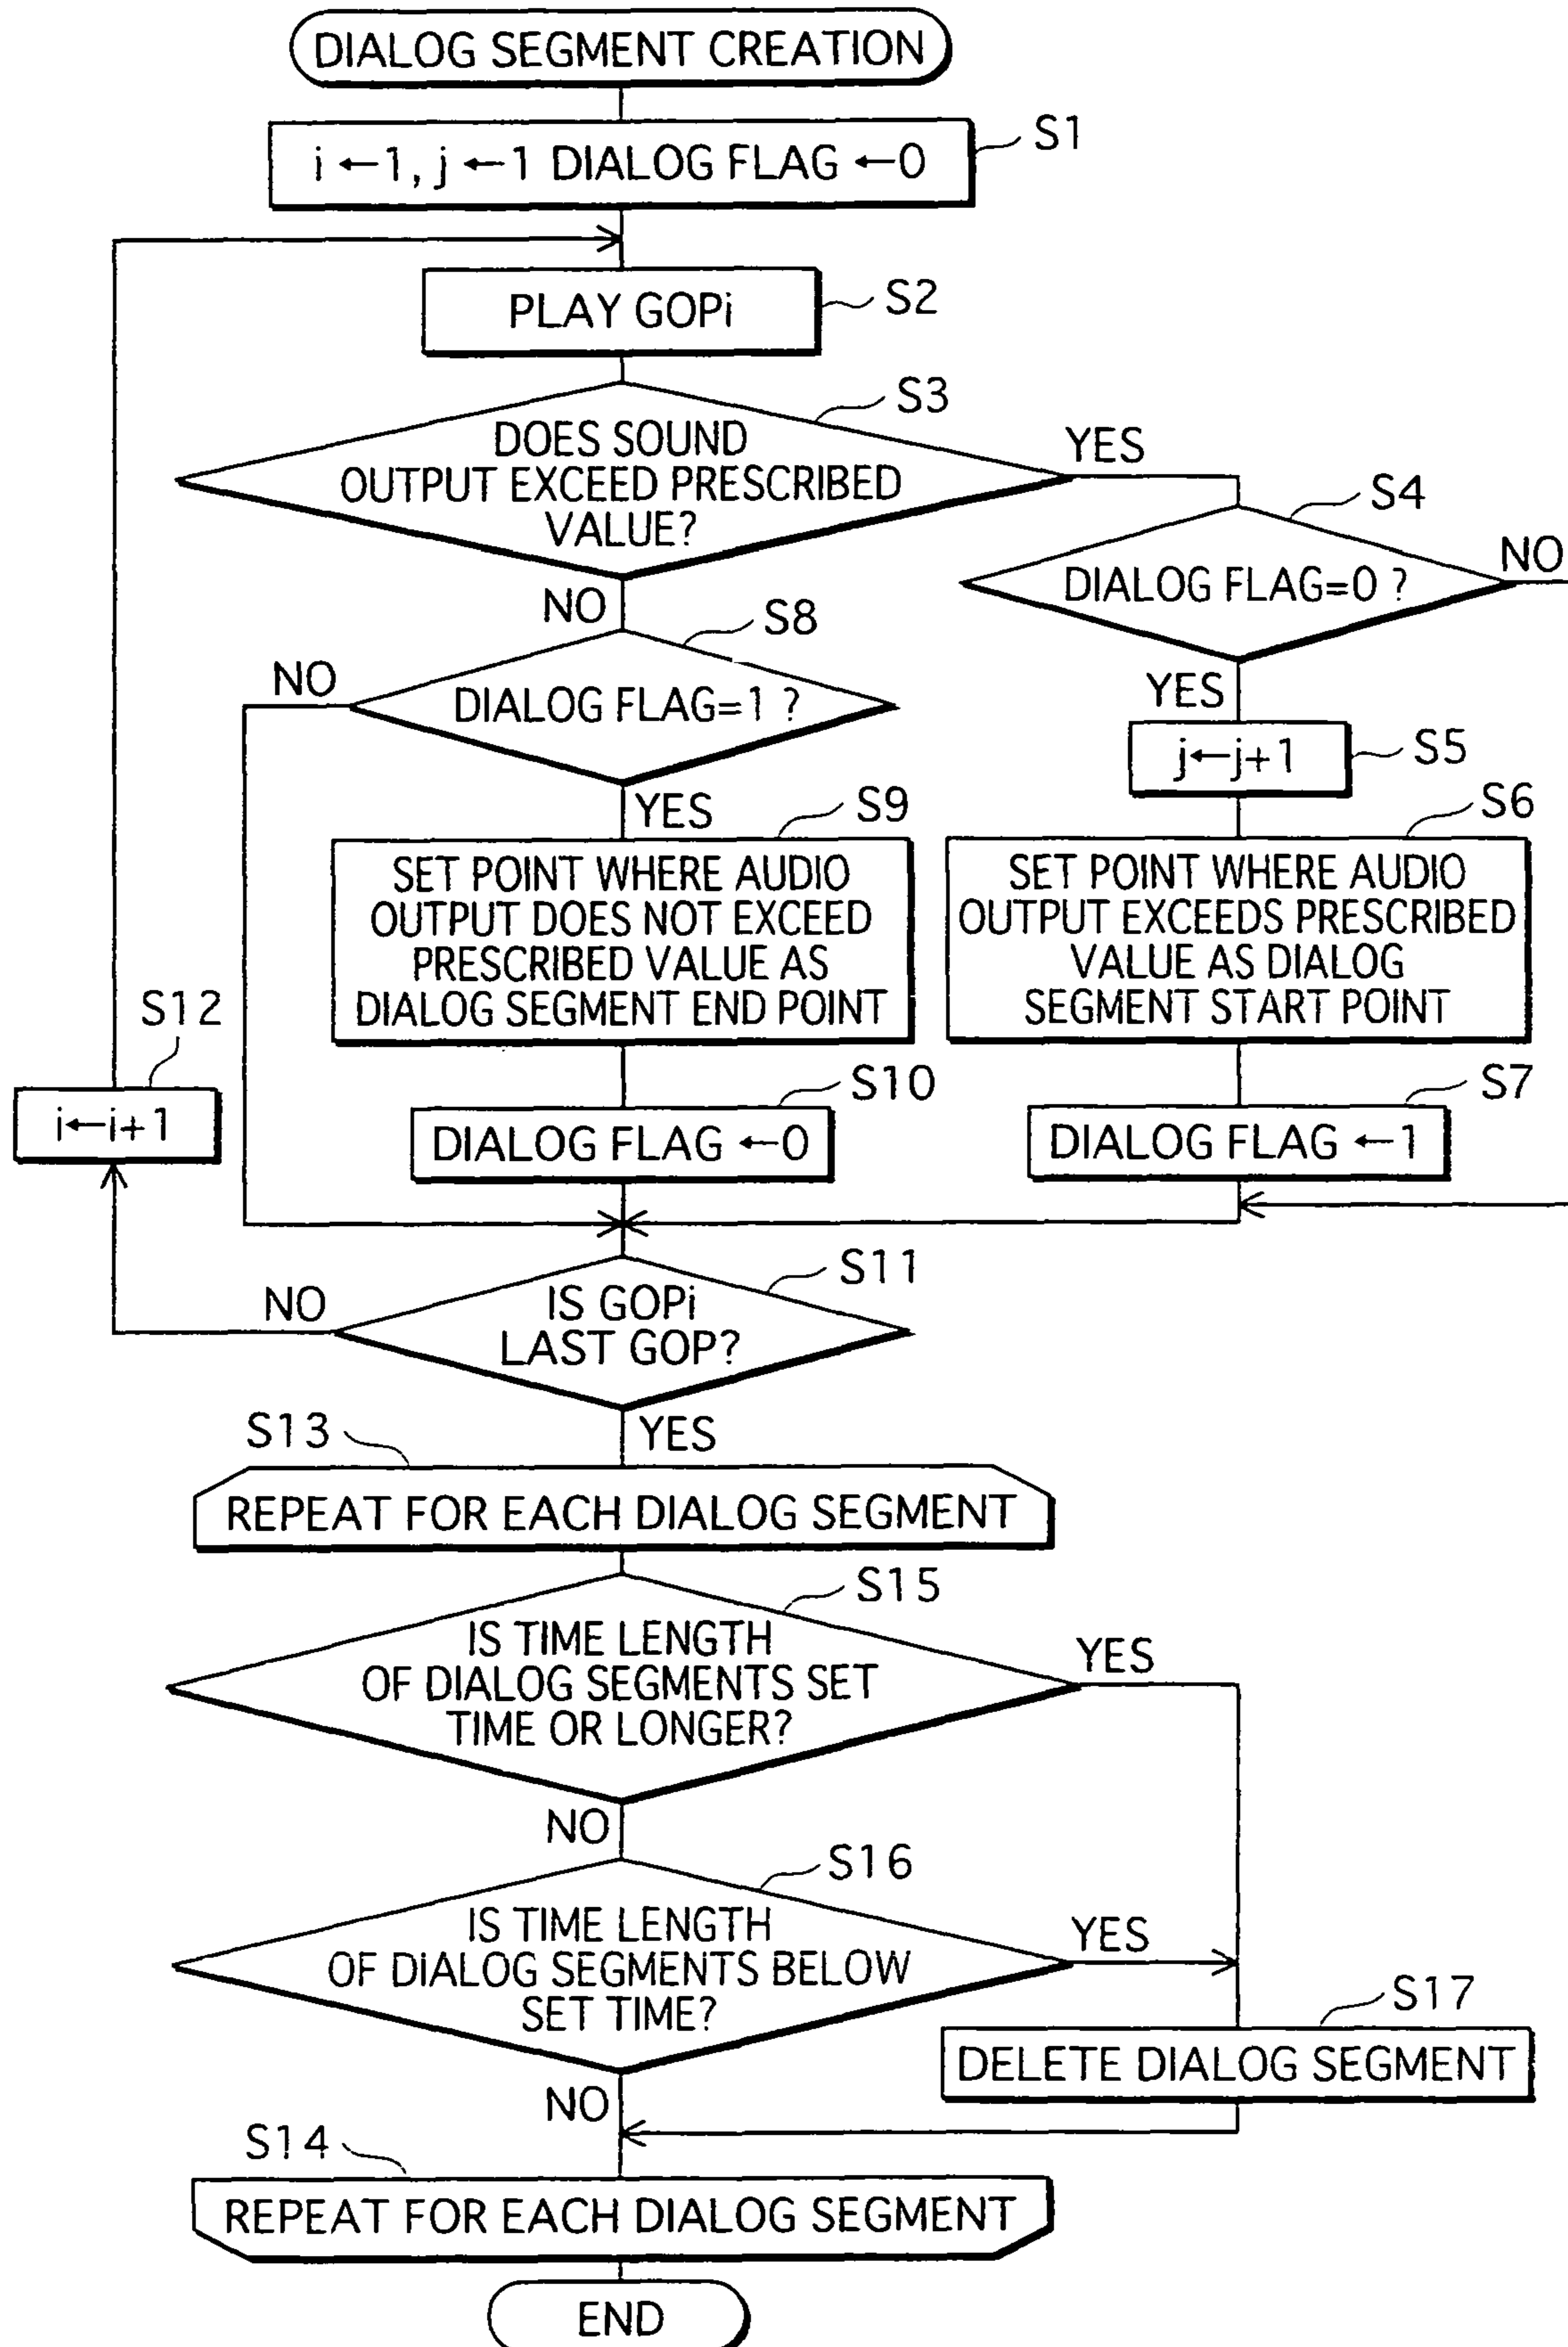 DIALOG SEGMENT CREATION
i ←1, j ←1 DIALOG FLAG ←0
S1
PLAY GOPi
S2
DOES SOUND
OUTPUT EXCEED PRESCRIBED
VALUE?
S3
YES
NO
DIALOG FLAG=0 ?
S4
NO
YES
j←j+1
S5
SET POINT WHERE AUDIO
OUTPUT EXCEEDS PRESCRIBED
VALUE AS DIALOG
SEGMENT START POINT
S6
DIALOG FLAG ←1
S7
DIALOG FLAG=1 ?
S8
NO
YES
SET POINT WHERE AUDIO
OUTPUT DOES NOT EXCEED
PRESCRIBED VALUE AS
DIALOG SEGMENT END POINT
S9
DIALOG FLAG ←0
S10
IS GOPi
LAST GOP?
S11
NO
i←i+1
S12
YES
S13
REPEAT FOR EACH DIALOG SEGMENT
IS TIME LENGTH
OF DIALOG SEGMENTS SET
TIME OR LONGER?
S15
YES
NO
IS TIME LENGTH
OF DIALOG SEGMENTS BELOW
SET TIME?
S16
YES
NO
DELETE DIALOG SEGMENT
S17
S14
REPEAT FOR EACH DIALOG SEGMENT
END